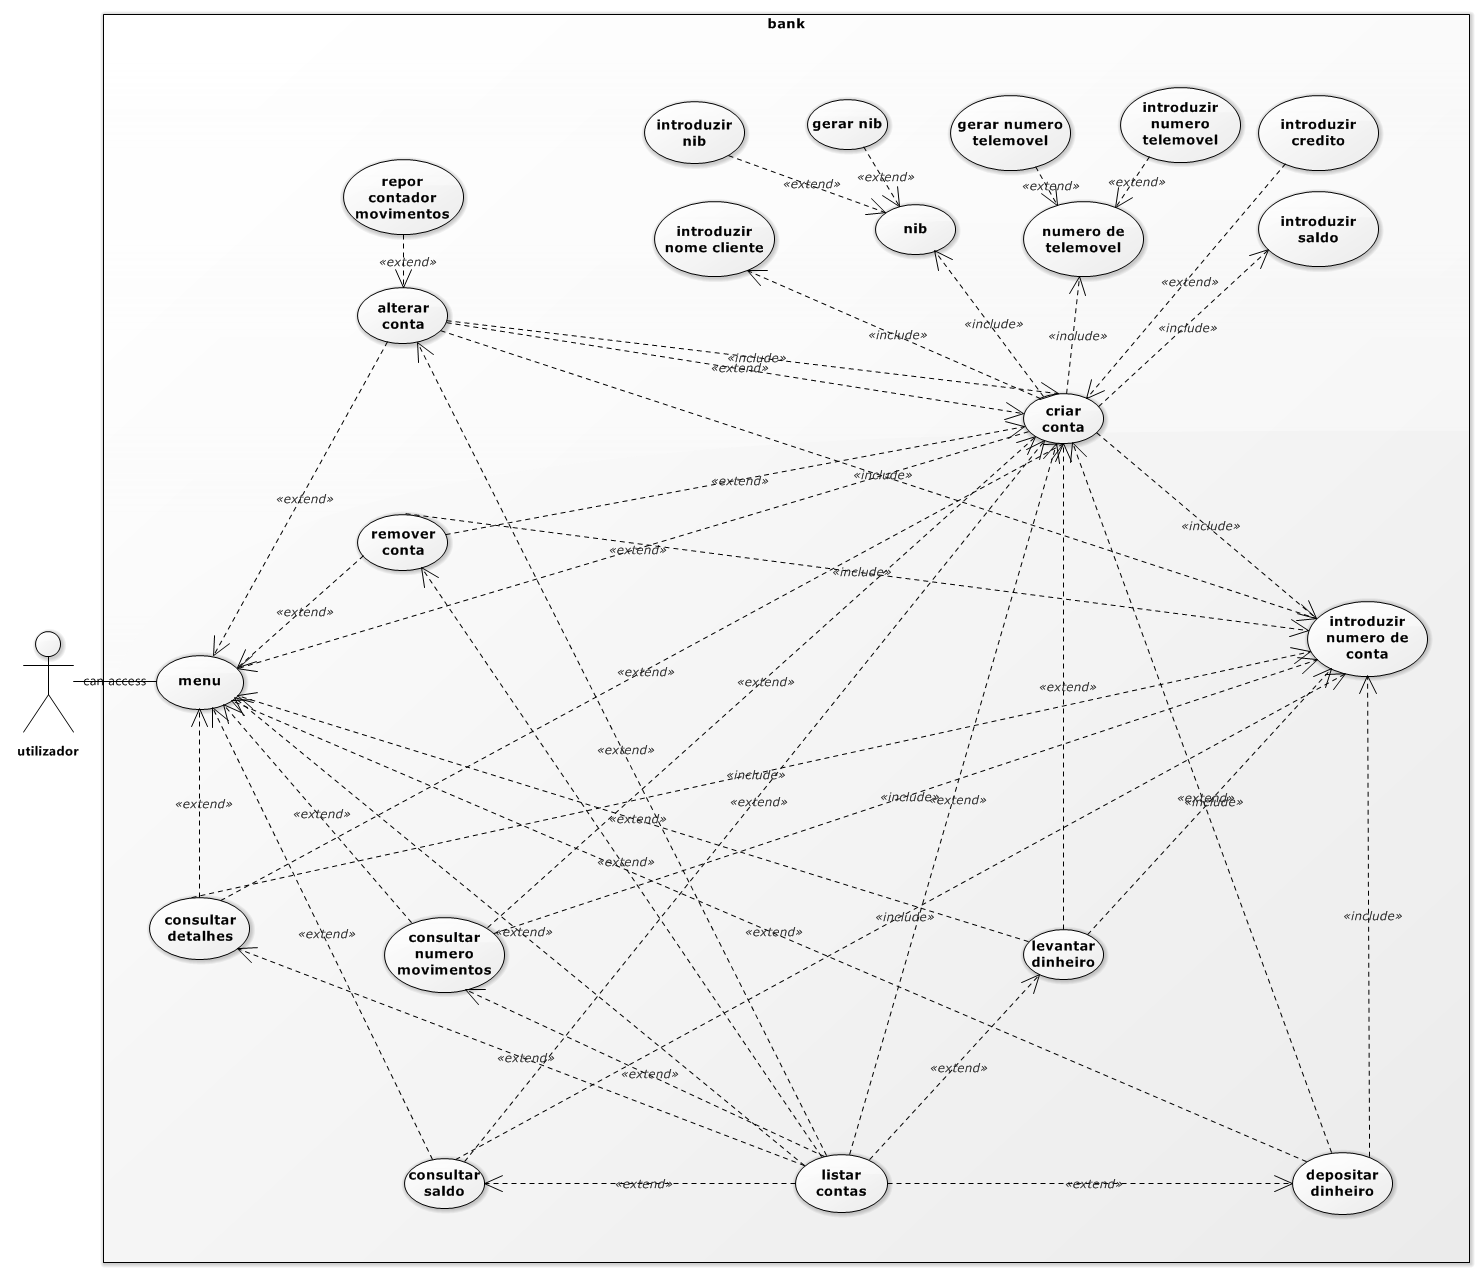 bank
introduzir
nib
gerar nib
gerar numero
telemovel
introduzir
numero
telemovel
introduzir
credito
repor
contador
movimentos
«extend»
«extend»
«extend»
«extend»
introduzir
nome cliente
nib
numero de
telemovel
introduzir
saldo
«extend»
«extend»
alterar
conta
«include»
«include»
«include»
«include»
«include»
«extend»
criar
conta
«extend»
«extend»
«include»
«include»
remover
conta
«extend»
«include»
«extend»
introduzir
numero de
conta
can access
menu
utilizador
«extend»
«extend»
«extend»
«extend»
«include»
«extend»
«extend»
«extend»
«include»
«extend»
«extend»
«include»
«extend»
«extend»
consultar
detalhes
«include»
«include»
«extend»
«extend»
«extend»
consultar
numero
movimentos
levantar
dinheiro
«extend»
«extend»
«extend»
consultar
saldo
«extend»
listar
contas
«extend»
depositar
dinheiro